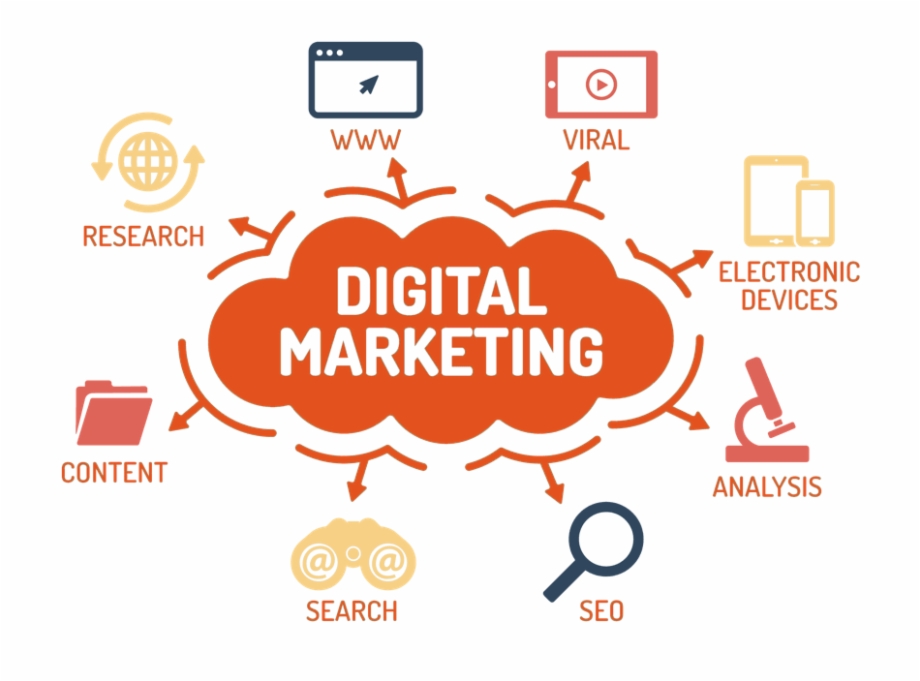 WWW
VIRAL
RESEARCH
ELECTRONIC
DEVICES
DIGITAL
MARKETING
CONTENT
ANALYSIS
@ @
SEARCH
SEO